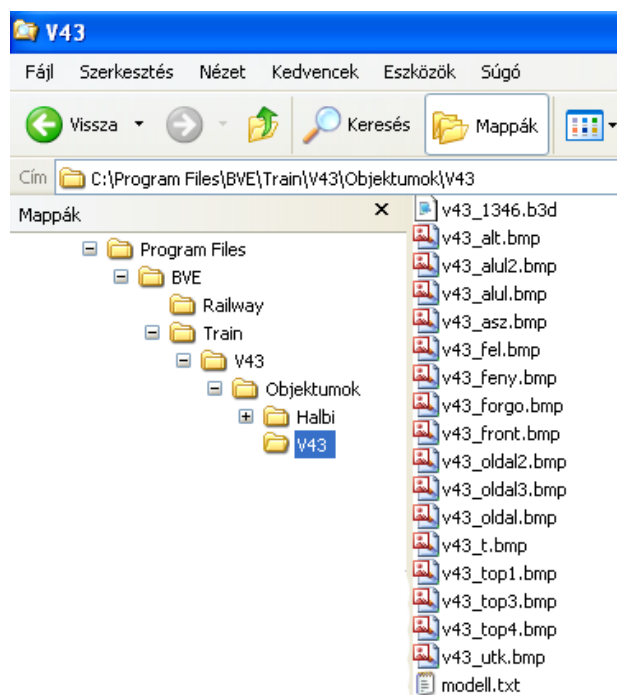 V43
Fájl Szerkesztés Nézet Kedvencek Eszközök Súgó
Vissza Keresés Mappák
Cím C:\Program Files\BVE\Train\V43\Objektumok\V43
Mappák
Program Files
BVE
Railway
Train
V43
Objektumok
Halbi
V43
v43_1346.b3d
v43_alt.bmp
v43_alul2.bmp
v43_alul.bmp
v43_asz.bmp
v43_fel.bmp
v43_feny.bmp
v43_forgo.bmp
v43_front.bmp
v43_oldal2.bmp
v43_oldal3.bmp
v43_oldal.bmp
v43_t.bmp
v43_top1.bmp
v43_top3.bmp
v43_top4.bmp
v43_utk.bmp
modell.txt